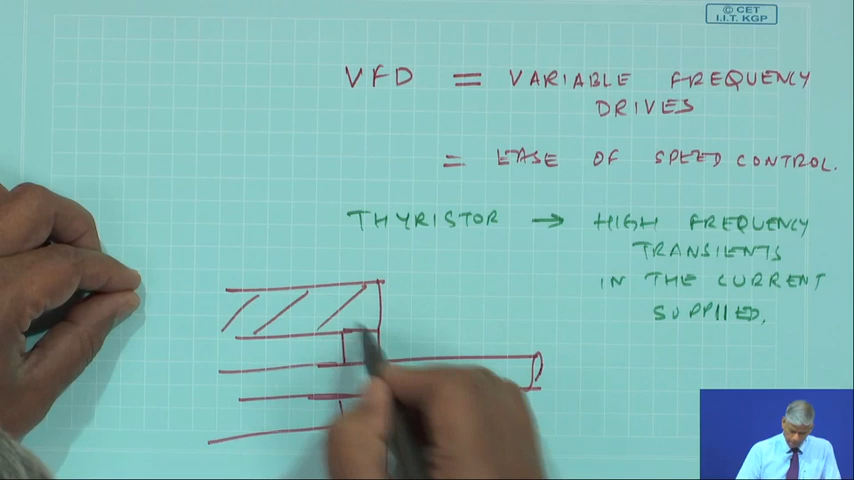 © CET
I.I.T. KGP
VFD = VARIABLE FREQUENCY
DRIVES
= EASE OF SPEED CONTROL.
THYRISTOR → HIGH FREQUENCY
TRANSIENTS
IN THE CURRENT
SUPPLIED.